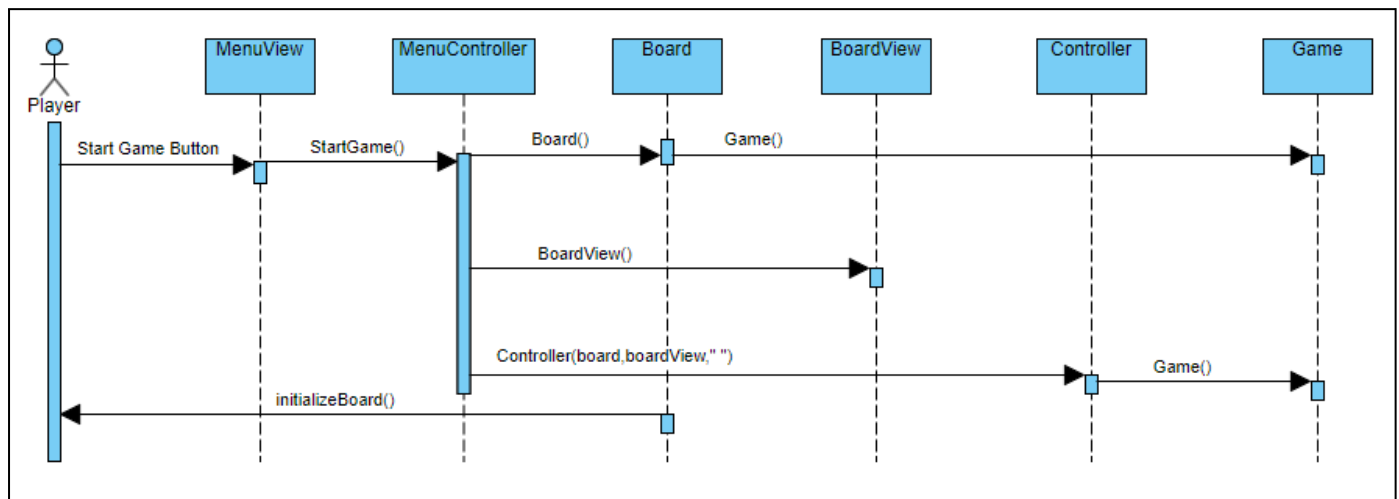 MenuView
MenuController
Board
BoardView
Controller
Game
Player
Start Game Button
StartGame()
Board()
Game()
BoardView()
Controller(board,boardView," ")
Game()
initializeBoard()